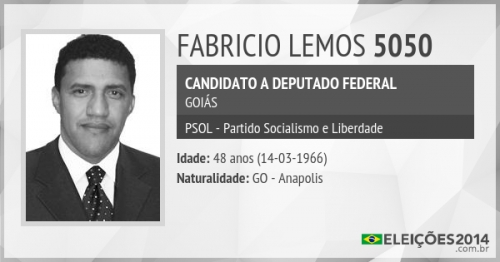 FABRICIO LEMOS 5050
CANDIDATO A DEPUTADO FEDERAL
GOIÁS
PSOL - Partido Socialismo e Liberdade
Idade: 48 anos (14-03-1966)
Naturalidade: GO - Anapolis
ELEIÇÕES2014
.com.br